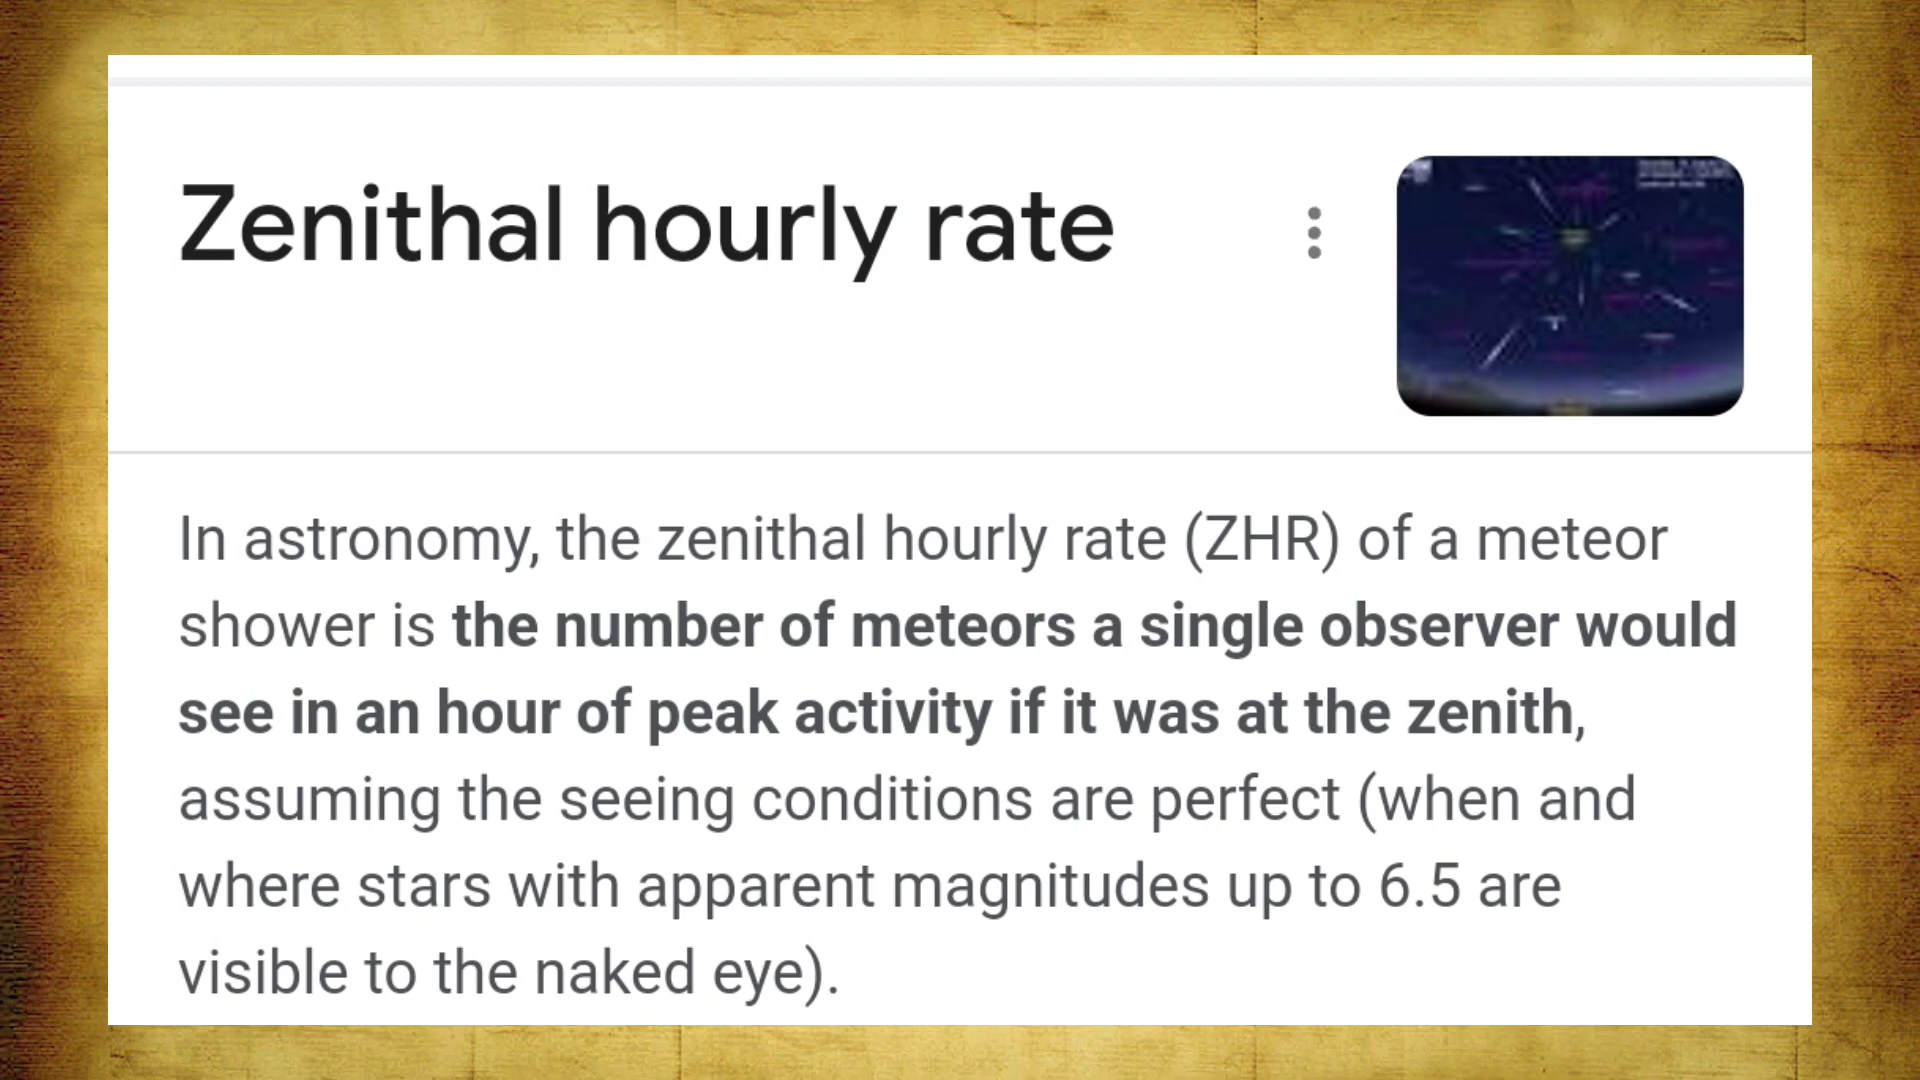 Zenithal hourly rate
In astronomy, the zenithal hourly rate (ZHR) of a meteor
shower is the number of meteors a single observer would
see in an hour of peak activity if it was at the zenith,
assuming the seeing conditions are perfect (when and
where stars with apparent magnitudes up to 6.5 are
visible to the naked eye).